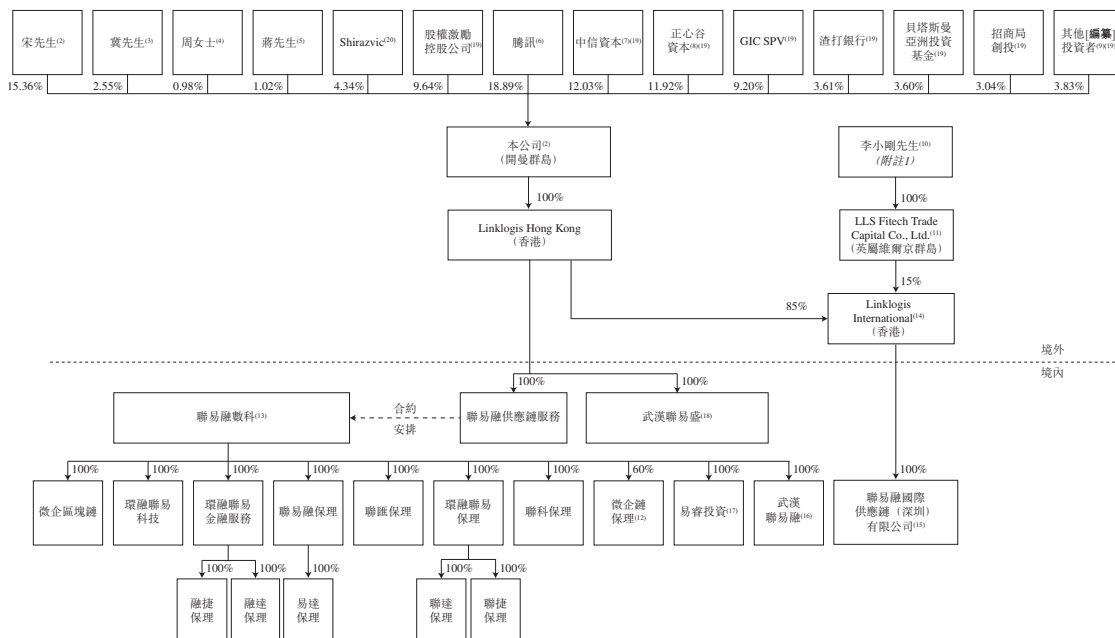 宋先生(2)
冀先生(3)
周女士(4)
蔣先生(5)
Shirazvic(20)
股權激勵
控股公司(19)
騰訊(6)
中信資本(7)(19)
正心谷
資本(8)(19)
GIC SPV(19)
渣打銀行(19)
貝塔斯曼
亞洲投資
基金(19)
招商局
創投(19)
其他[編纂]
投資者(9)(19)
15.36%
2.55%
0.98%
1.02%
4.34%
9.64%
18.89%
12.03%
11.92%
9.20%
3.61%
3.60%
3.04%
3.83%
本公司(2)
(開曼群島)
李小剛先生(10)
(附註1)
100%
100%
Linklogis Hong Kong
(香港)
LLS Fitech Trade
Capital Co., Ltd.(11)
(英屬維爾京群島)
15%
85%
Linklogis
International(14)
(香港)
境外
境內
100%
100%
聯易融數科(13)
合約
安排
聯易融供應鏈服務
武漢聯易盛(18)
100%
100%
100%
100%
100%
100%
100%
60%
100%
100%
100%
微企區塊鏈
環融聯易
科技
環融聯易
金融服務
聯易融保理
聯匯保理
環融聯易
保理
聯科保理
微企鏈
保理(12)
易睿投資(17)
武漢
聯易融(16)
聯易融國際
供應鏈（深圳）
有限公司(15)
100%
100%
100%
100%
100%
融捷
保理
融達
保理
易達
保理
聯達
保理
聯捷
保理